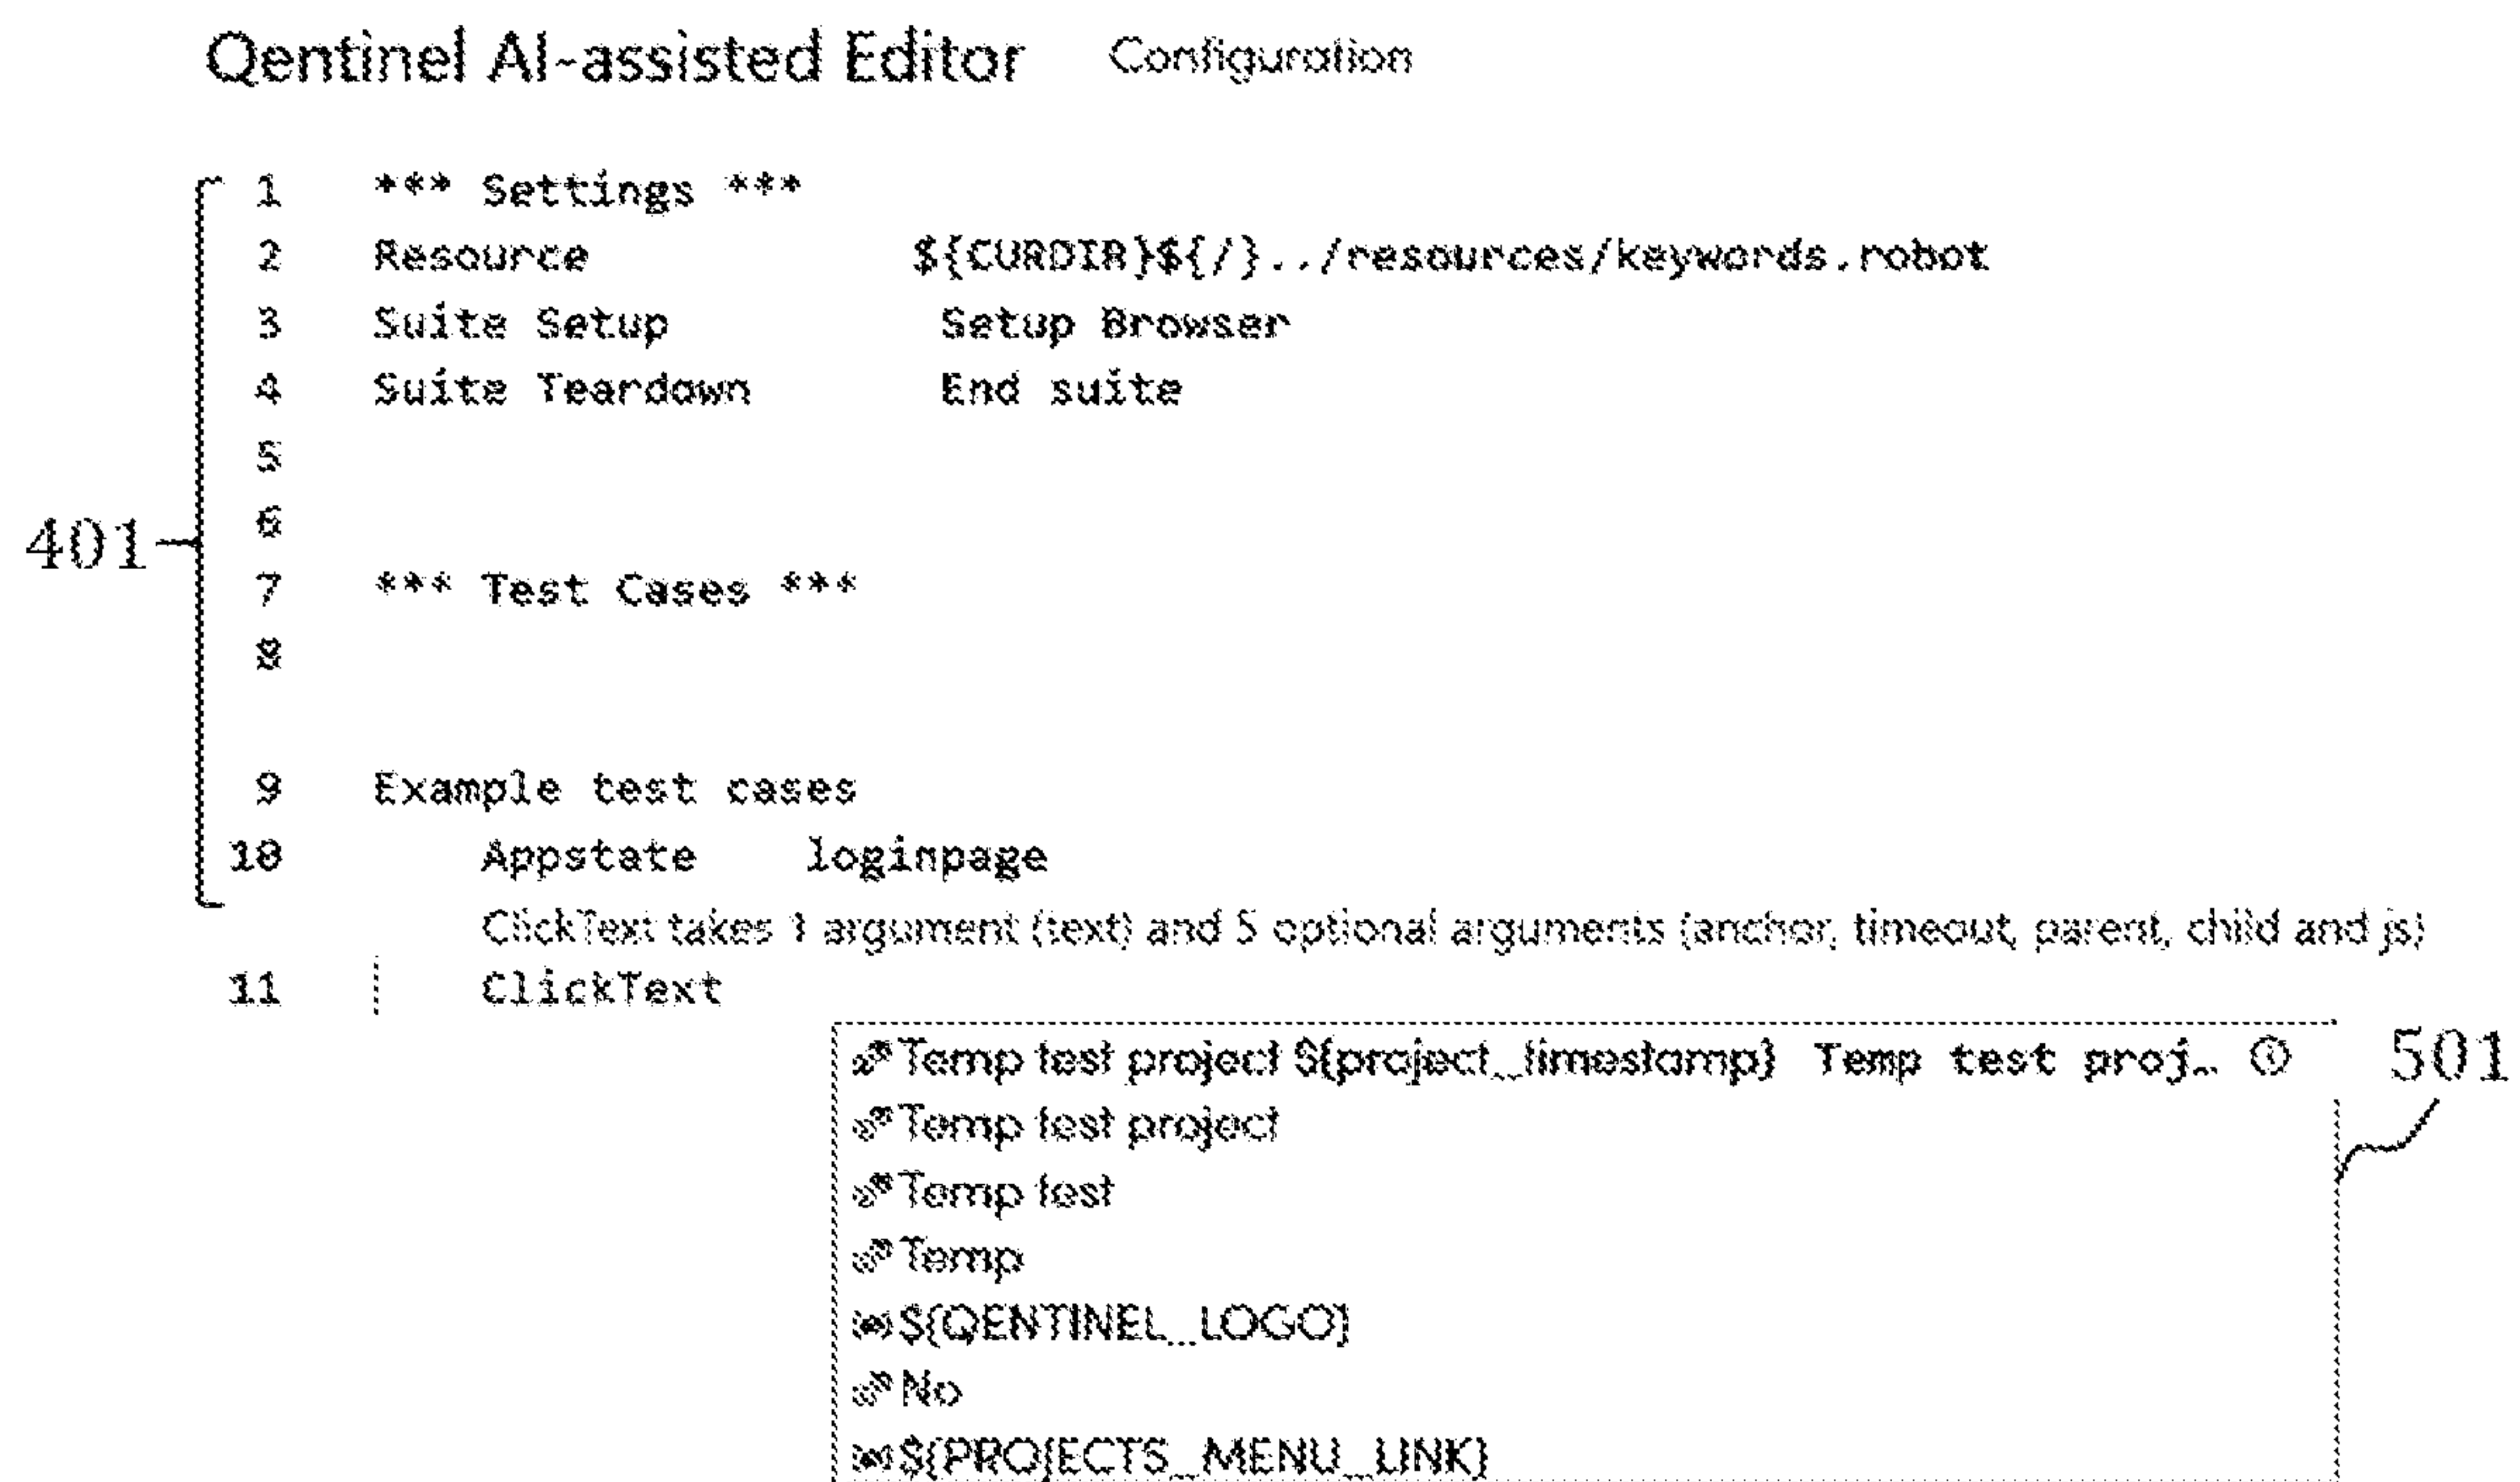 Qentinel AI-assisted Editor Configuration
1 *** Settings ***
2 Resource ${CURDIR}${/}../resources/keywords.robot
3 Suite Setup Setup Browser
4 Suite Teardown End suite
5
6
401
7 *** Test Cases ***
8
9 Example test cases
10 Appstate loginpage
ClickText takes 1 argument (text) and 5 optional arguments (anchor, timeout, parent, child and js)
11 ClickText
Temp test project ${project_timestamp} Temp test proj..
501
Temp test project
Temp test
Temp
${QENTINEL_LOGO}
No
${PROJECTS_MENU_LINK}